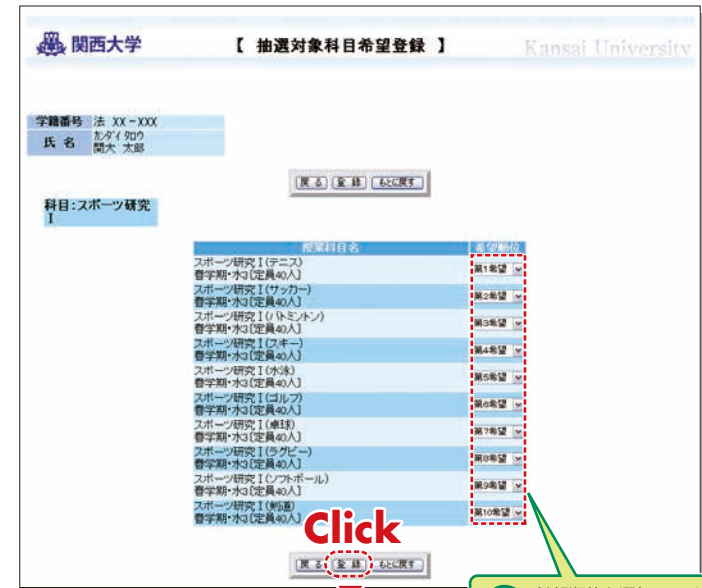 関西大学
【 抽選対象科目希望登録 】
Kansai University
学籍番号 法 XX-XXX
氏 名 カンダイ タロウ
関大 太郎
戻る 登録 もとに戻す
科目:スポーツ研究
I
授業科目名 希望順位
スポーツ研究 I (テニス)
春学期・水3[定員40人]
第1希望
スポーツ研究 I (サッカー)
春学期・水3[定員40人]
第2希望
スポーツ研究 I (バトミントン)
春学期・水3[定員40人]
第3希望
スポーツ研究 I (スキー)
春学期・水3[定員40人]
第4希望
スポーツ研究 I (水泳)
春学期・水3[定員40人]
第5希望
スポーツ研究 I (ゴルフ)
春学期・水3[定員40人]
第6希望
スポーツ研究 I (卓球)
春学期・水3[定員40人]
第7希望
スポーツ研究 I (ラグビー)
春学期・水3[定員40人]
第8希望
スポーツ研究 I (ソフトボール)
春学期・水3[定員40人]
第9希望
スポーツ研究 I (剣道)
春学期・水3[定員40人]
第10希望
Click
戻る 登録 もとに戻す